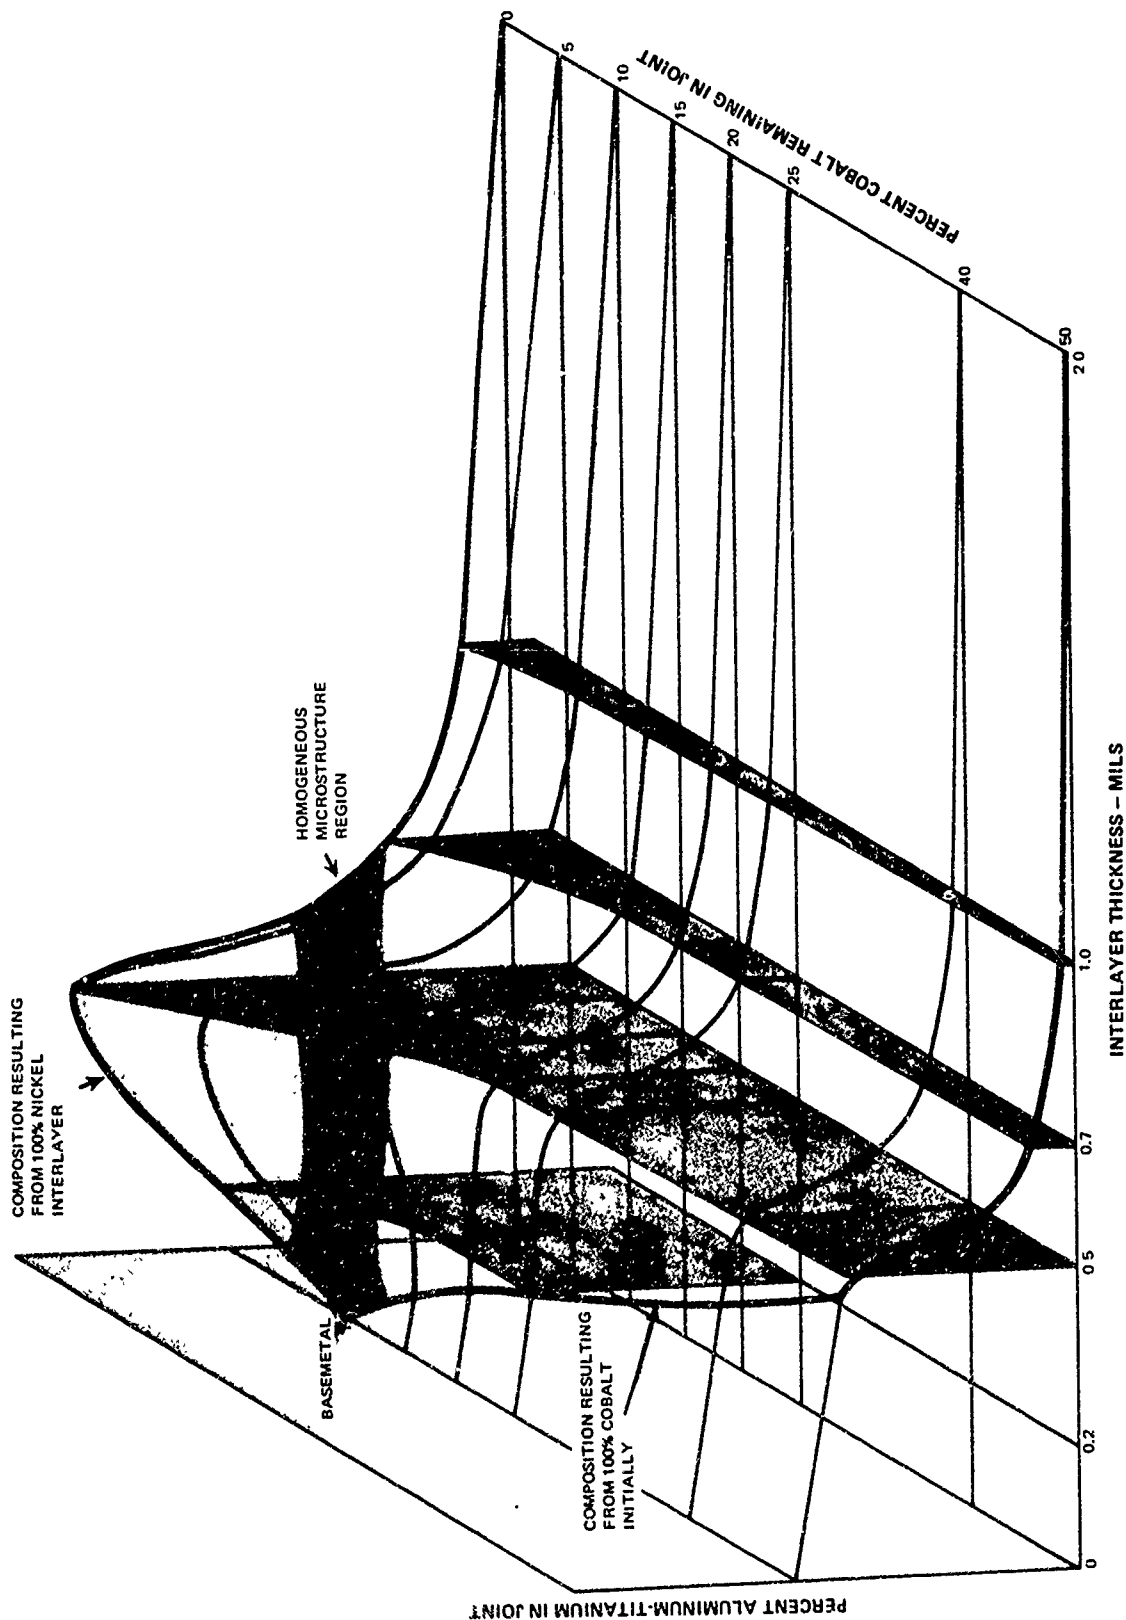 COMPOSITION RESULTING
FROM 100% NICKEL
INTERLAYER
HOMOGENEOUS
MICROSTRUCTURE
REGION
BASEMETAL
COMPOSITION RESULTING
FROM 100% COBALT
INITIALLY
PERCENT ALUMINUM-TITANIUM IN JOINT
PERCENT COBALT REMAINING IN JOINT
0
5
10
15
20
25
40
50
0
0.2
0.5
0.7
1.0
2.0
INTERLAYER THICKNESS – MILS